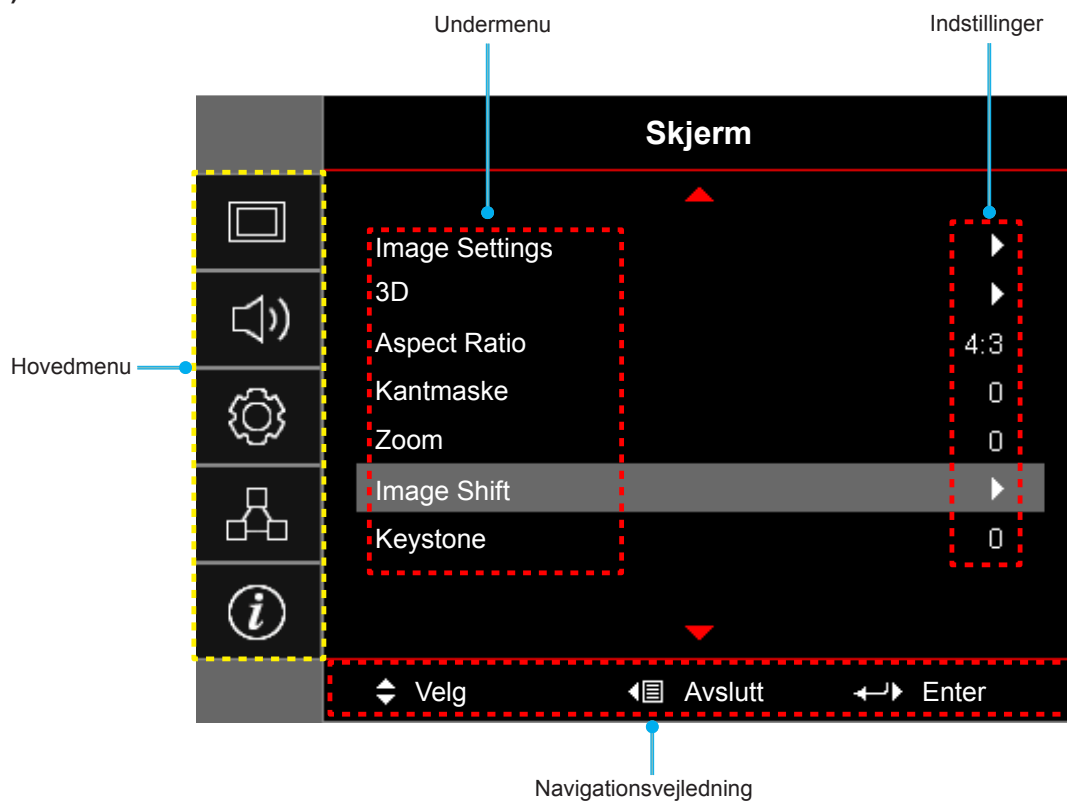 Undermenu Indstillinger
Skjerm
Image Settings
3D
Aspect Ratio 4:3
Hovedmenu
Kantmaske 0
Zoom 0
Image Shift
Keystone 0
i
Velg Avslutt Enter
Navigationsvejledning